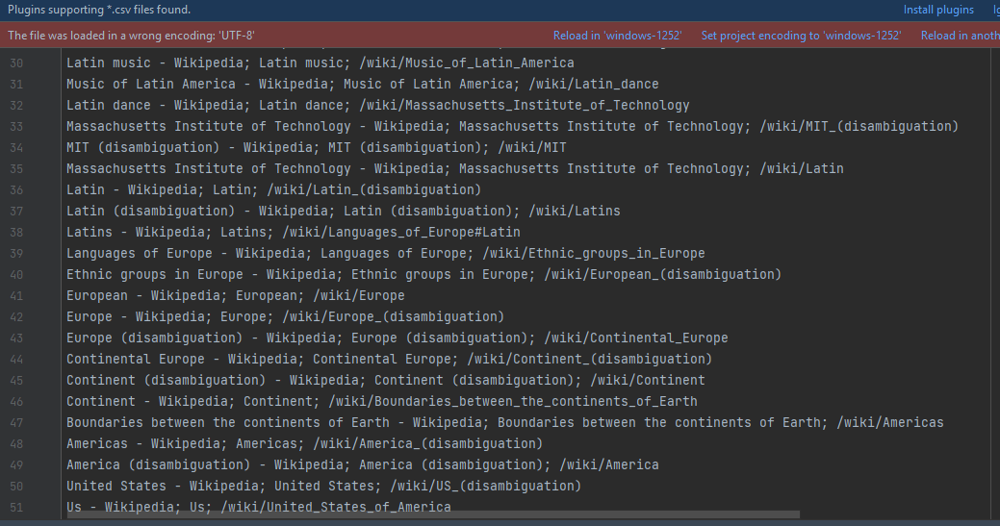 Plugins supporting *.csv files found. Install plugins
The file was loaded in a wrong encoding: 'UTF-8' Reload in 'windows-1252' Set project encoding to 'windows-1252' Reload in anoth
30 Latin music - Wikipedia; Latin music; /wiki/Music_of_Latin_America
31 Music of Latin America - Wikipedia; Music of Latin America; /wiki/Latin_dance
32 Latin dance - Wikipedia; Latin dance; /wiki/Massachusetts_Institute_of_Technology
33 Massachusetts Institute of Technology - Wikipedia; Massachusetts Institute of Technology; /wiki/MIT_(disambiguation)
34 MIT (disambiguation) - Wikipedia; MIT (disambiguation); /wiki/MIT
35 Massachusetts Institute of Technology - Wikipedia; Massachusetts Institute of Technology; /wiki/Latin
36 Latin - Wikipedia; Latin; /wiki/Latin_(disambiguation)
37 Latin (disambiguation) - Wikipedia; Latin (disambiguation); /wiki/Latins
38 Latins - Wikipedia; Latins; /wiki/Languages_of_Europe#Latin
39 Languages of Europe - Wikipedia; Languages of Europe; /wiki/Ethnic_groups_in_Europe
40 Ethnic groups in Europe - Wikipedia; Ethnic groups in Europe; /wiki/European_(disambiguation)
41 European - Wikipedia; European; /wiki/Europe
42 Europe - Wikipedia; Europe; /wiki/Europe_(disambiguation)
43 Europe (disambiguation) - Wikipedia; Europe (disambiguation); /wiki/Continental_Europe
44 Continental Europe - Wikipedia; Continental Europe; /wiki/Continent_(disambiguation)
45 Continent (disambiguation) - Wikipedia; Continent (disambiguation); /wiki/Continent
46 Continent - Wikipedia; Continent; /wiki/Boundaries_between_the_continents_of_Earth
47 Boundaries between the continents of Earth - Wikipedia; Boundaries between the continents of Earth; /wiki/Americas
48 Americas - Wikipedia; Americas; /wiki/America_(disambiguation)
49 America (disambiguation) - Wikipedia; America (disambiguation); /wiki/America
50 United States - Wikipedia; United States; /wiki/US_(disambiguation)
51 Us - Wikipedia; Us; /wiki/United_States_of_America